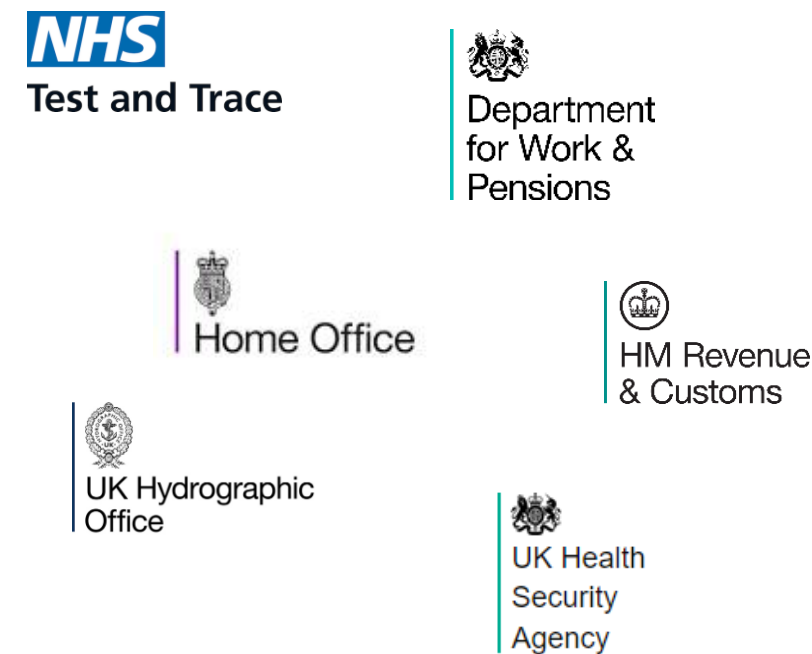 NHS
Test and Trace
Department
for Work &
Pensions
Home Office
HM Revenue
& Customs
UK Hydrographic
Office
UK Health
Security
Agency